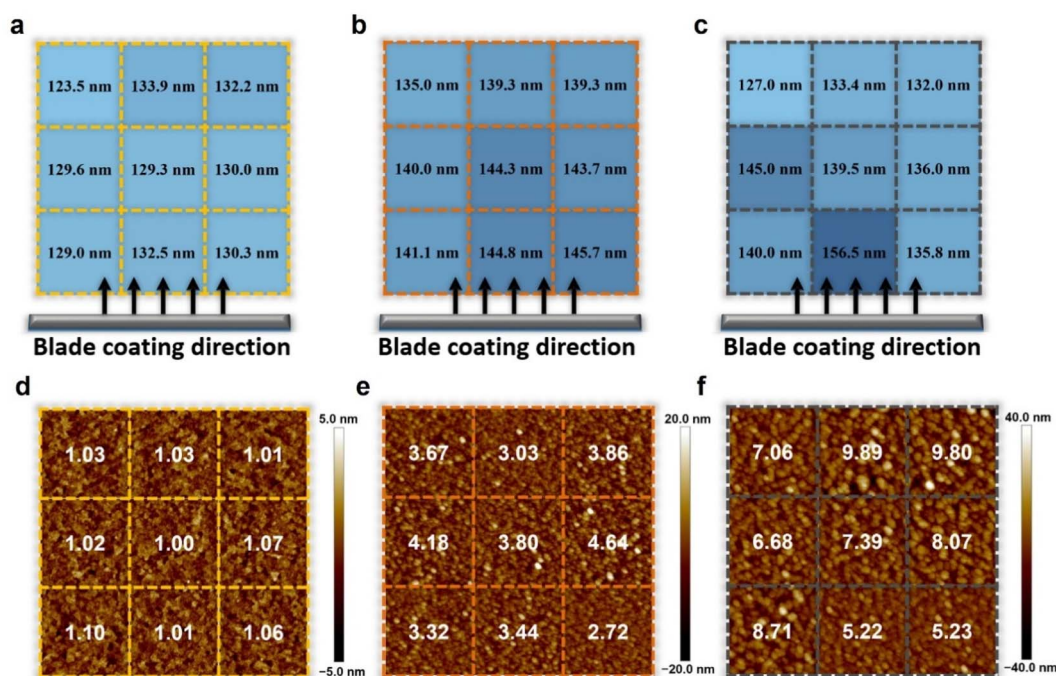 a b c
123.5 nm 133.9 nm 132.2 nm 135.0 nm 139.3 nm 139.3 nm 127.0 nm 133.4 nm 132.0 nm
129.6 nm 129.3 nm 130.0 nm 140.0 nm 144.3 nm 143.7 nm 145.0 nm 139.5 nm 136.0 nm
129.0 nm 132.5 nm 130.3 nm 141.1 nm 144.8 nm 145.7 nm 140.0 nm 156.5 nm 135.8 nm
Blade coating direction Blade coating direction Blade coating direction
d e f
5.0 nm 20.0 nm 40.0 nm
1.03 1.03 1.01 3.67 3.03 3.86 7.06 9.89 9.80
1.02 1.00 1.07 4.18 3.80 4.64 6.68 7.39 8.07
1.10 1.01 1.06 3.32 3.44 2.72 8.71 5.22 5.23
−5.0 nm −20.0 nm −40.0 nm